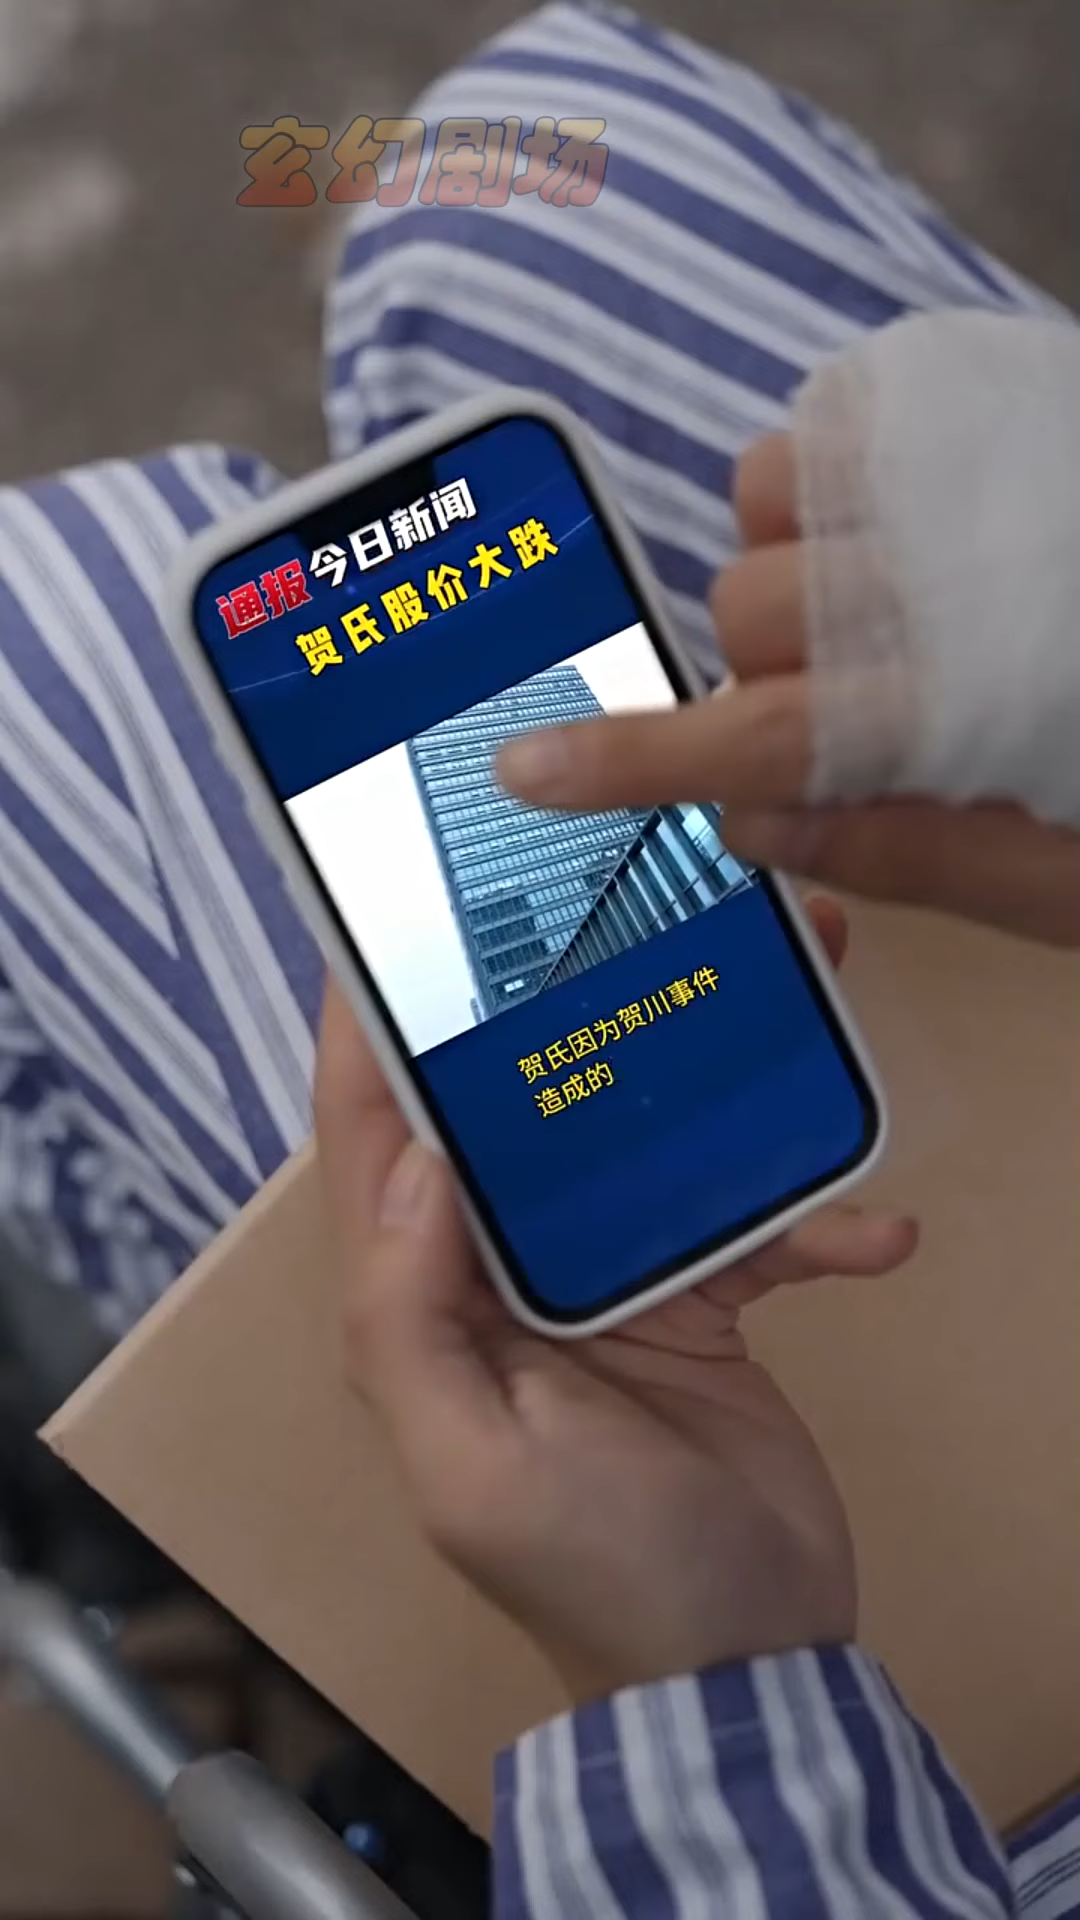 玄幻剧场
通报今日新闻
贺氏股价大跌
贺氏因为贺川事件
造成的